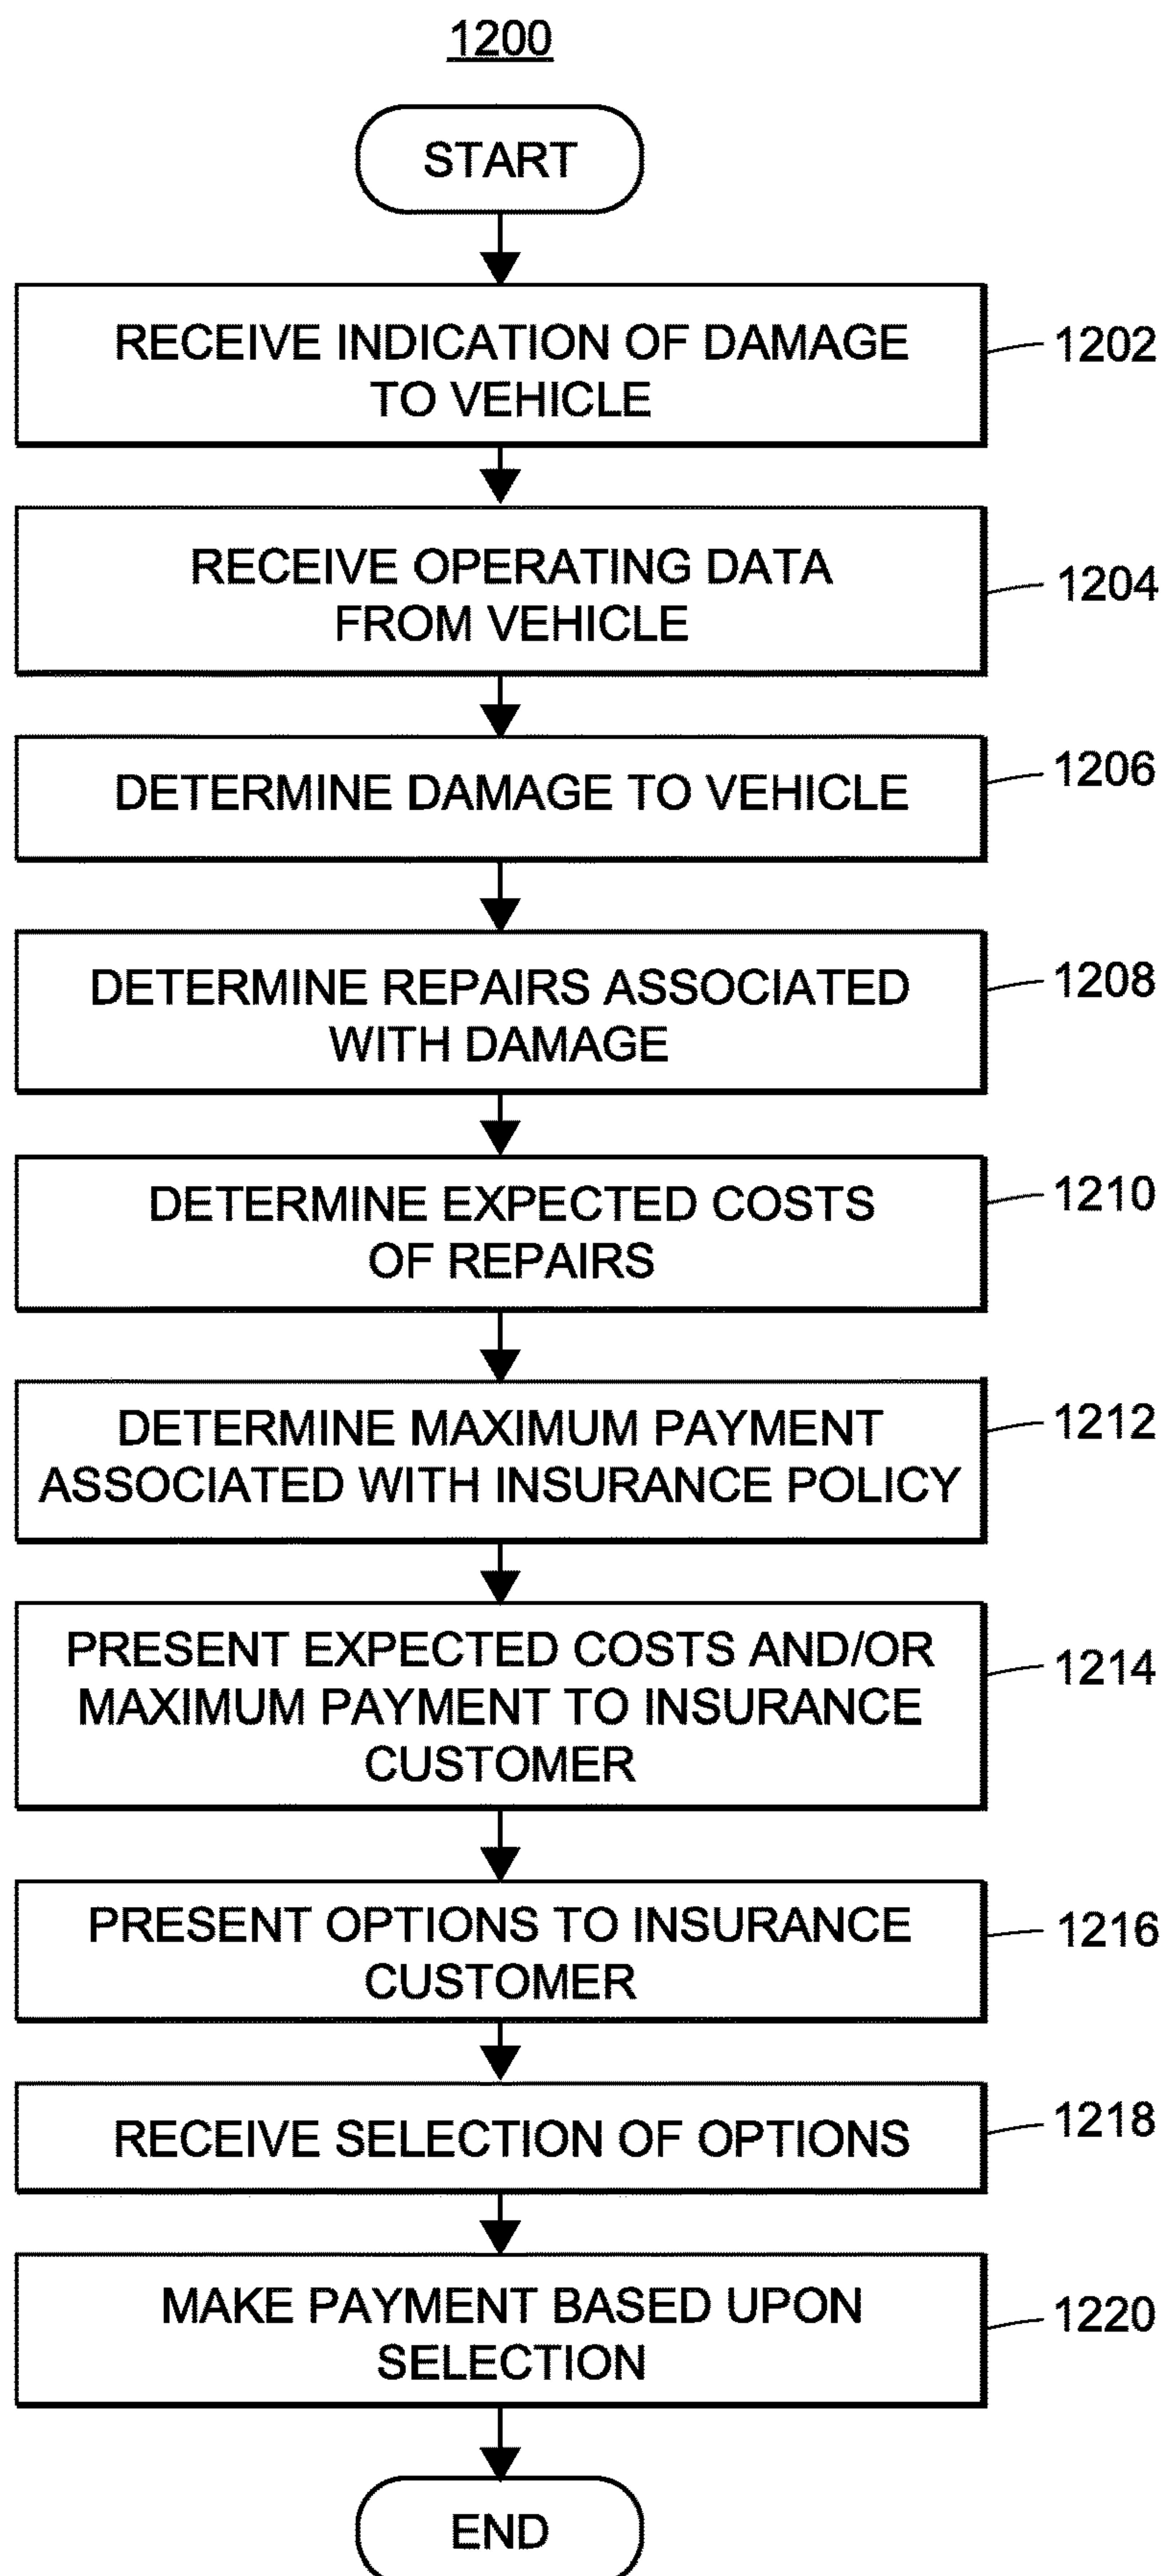 1200
START
RECEIVE INDICATION OF DAMAGE
TO VEHICLE
1202
RECEIVE OPERATING DATA
FROM VEHICLE
1204
DETERMINE DAMAGE TO VEHICLE
1206
DETERMINE REPAIRS ASSOCIATED
WITH DAMAGE
1208
DETERMINE EXPECTED COSTS
OF REPAIRS
1210
DETERMINE MAXIMUM PAYMENT
ASSOCIATED WITH INSURANCE POLICY
1212
PRESENT EXPECTED COSTS AND/OR
MAXIMUM PAYMENT TO INSURANCE
CUSTOMER
1214
PRESENT OPTIONS TO INSURANCE
CUSTOMER
1216
RECEIVE SELECTION OF OPTIONS
1218
MAKE PAYMENT BASED UPON
SELECTION
1220
END